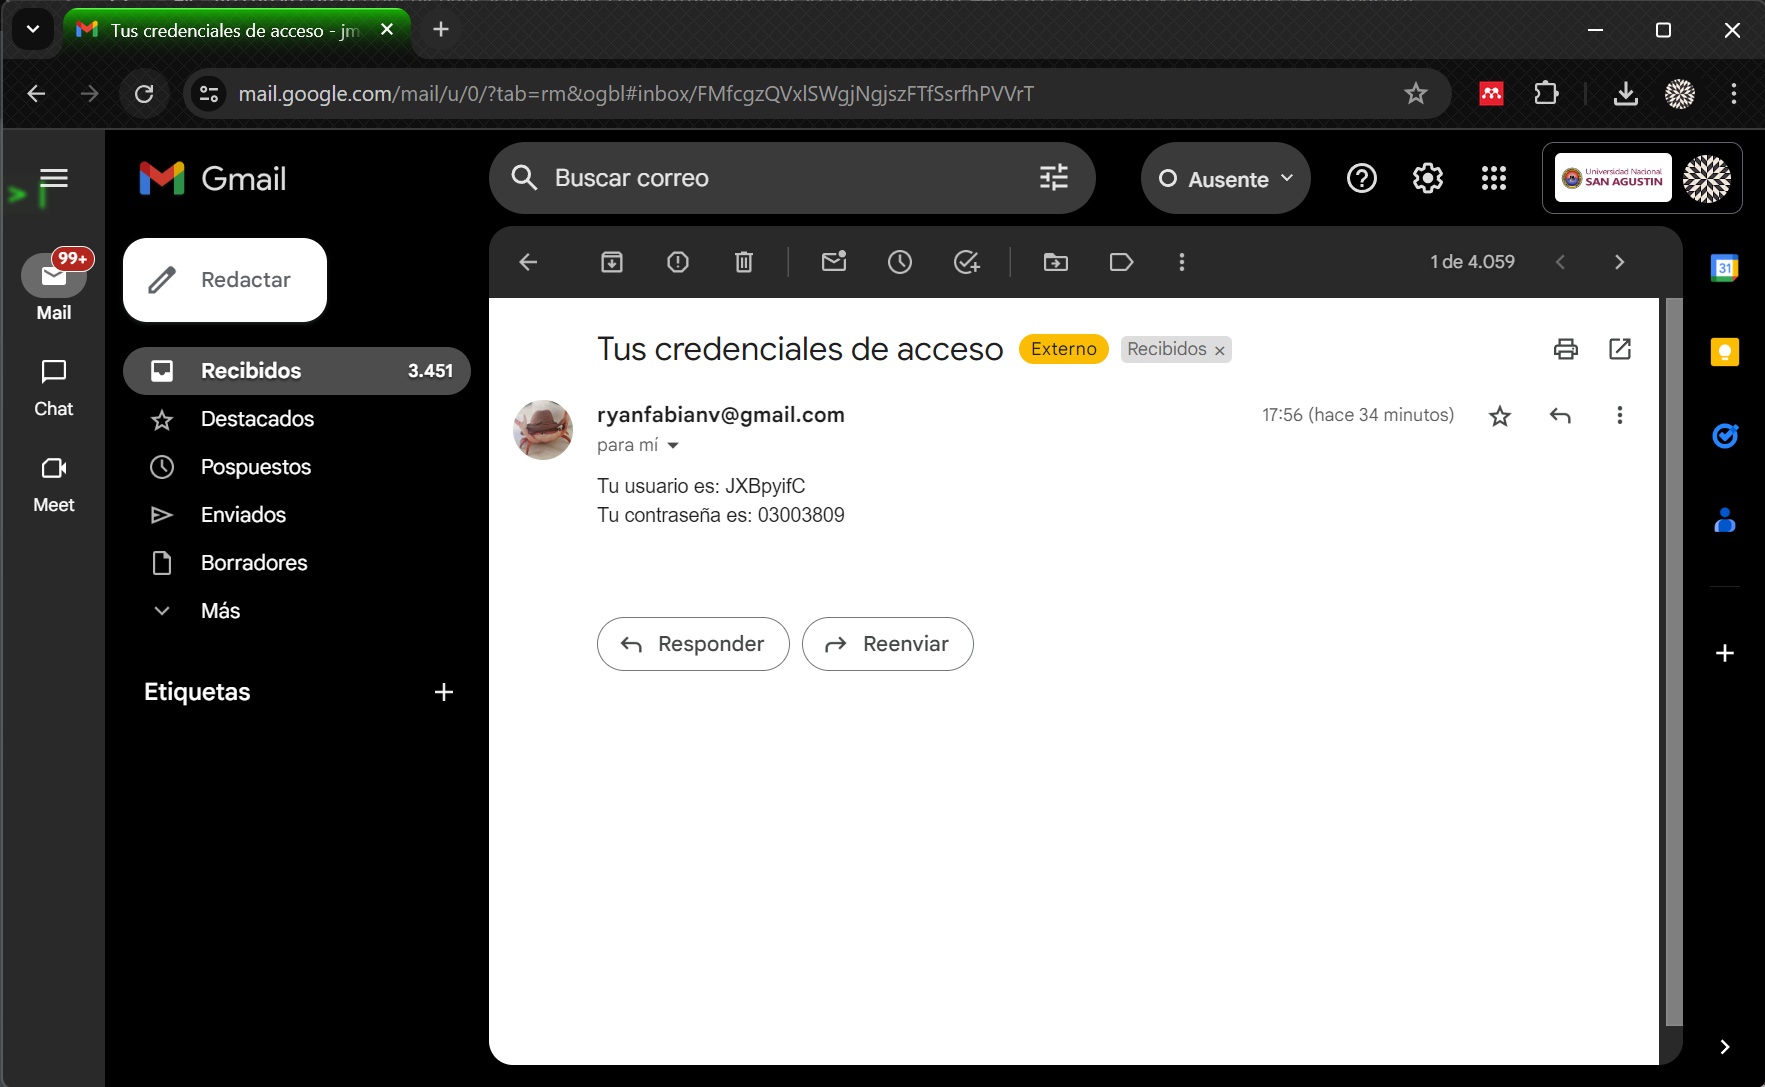 Tus credenciales de acceso - jm
mail.google.com/mail/u/0/?tab=rm&ogbl#inbox/FMfcgzQVxlSWgjNgjszFTfSsrfhPVVrT
Gmail
Buscar correo
Ausente
Universidad Nacional
SAN AGUSTIN
99+
Mail
Chat
Meet
Redactar
Recibidos 3.451
Destacados
Pospuestos
Enviados
Borradores
Más
Etiquetas
1 de 4.059
Tus credenciales de acceso Externo Recibidos ×
ryanfabianv@gmail.com 17:56 (hace 34 minutos)
para mí
Tu usuario es: JXBpyifC
Tu contraseña es: 03003809
Responder Reenviar
31